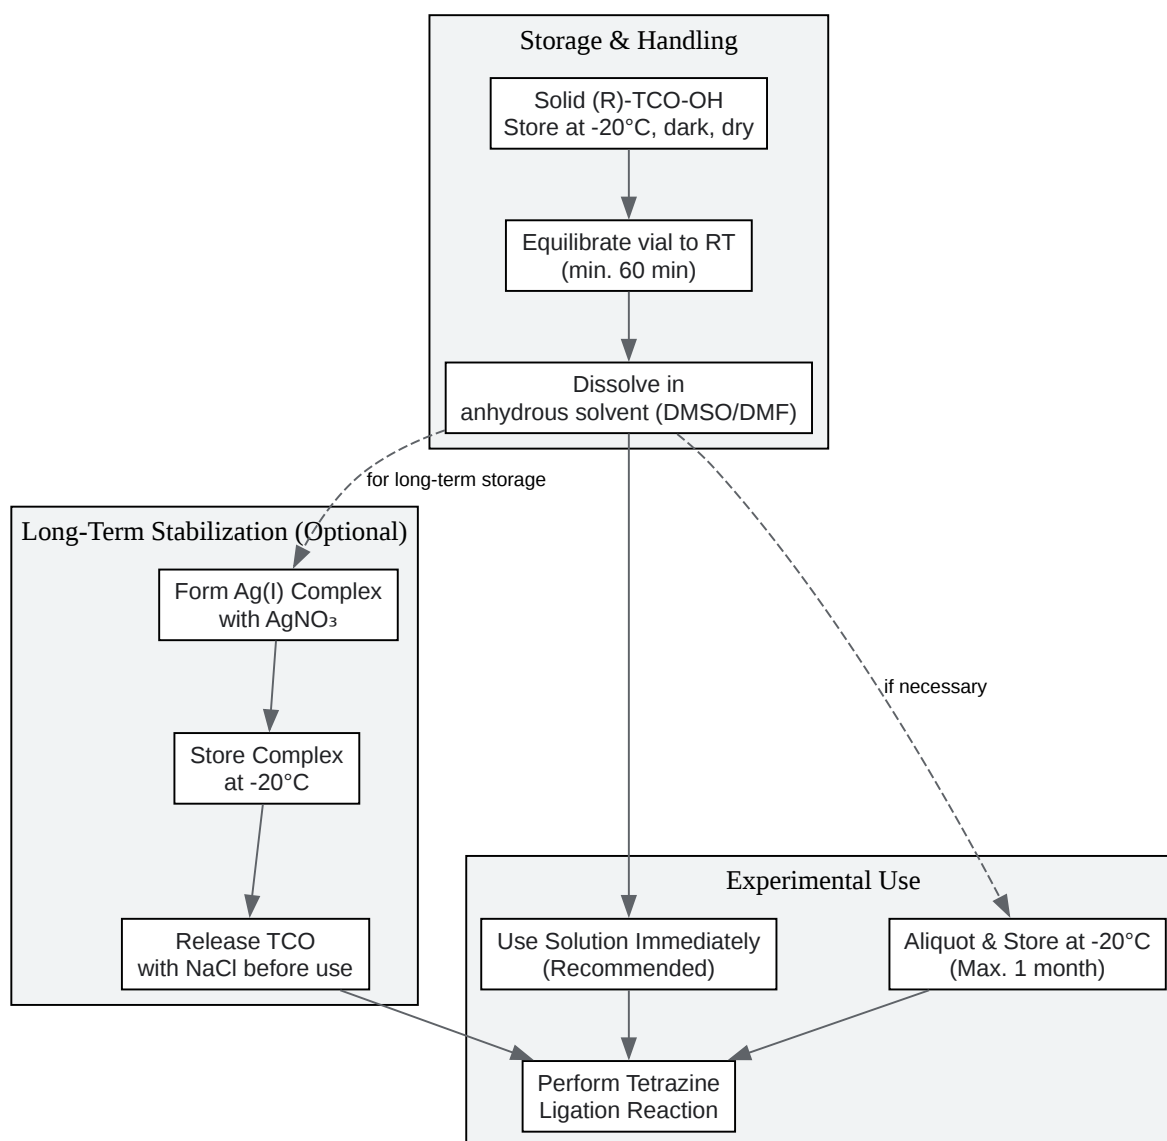 Storage & Handling
Solid (R)-TCO-OH
Store at -20°C, dark, dry
Equilibrate vial to RT
(min. 60 min)
Dissolve in
anhydrous solvent (DMSO/DMF)
for long-term storage
Long-Term Stabilization (Optional)
Form Ag(I) Complex
with AgNO₃
Store Complex
at -20°C
Release TCO
with NaCl before use
if necessary
Experimental Use
Use Solution Immediately
(Recommended)
Aliquot & Store at -20°C
(Max. 1 month)
Perform Tetrazine
Ligation Reaction